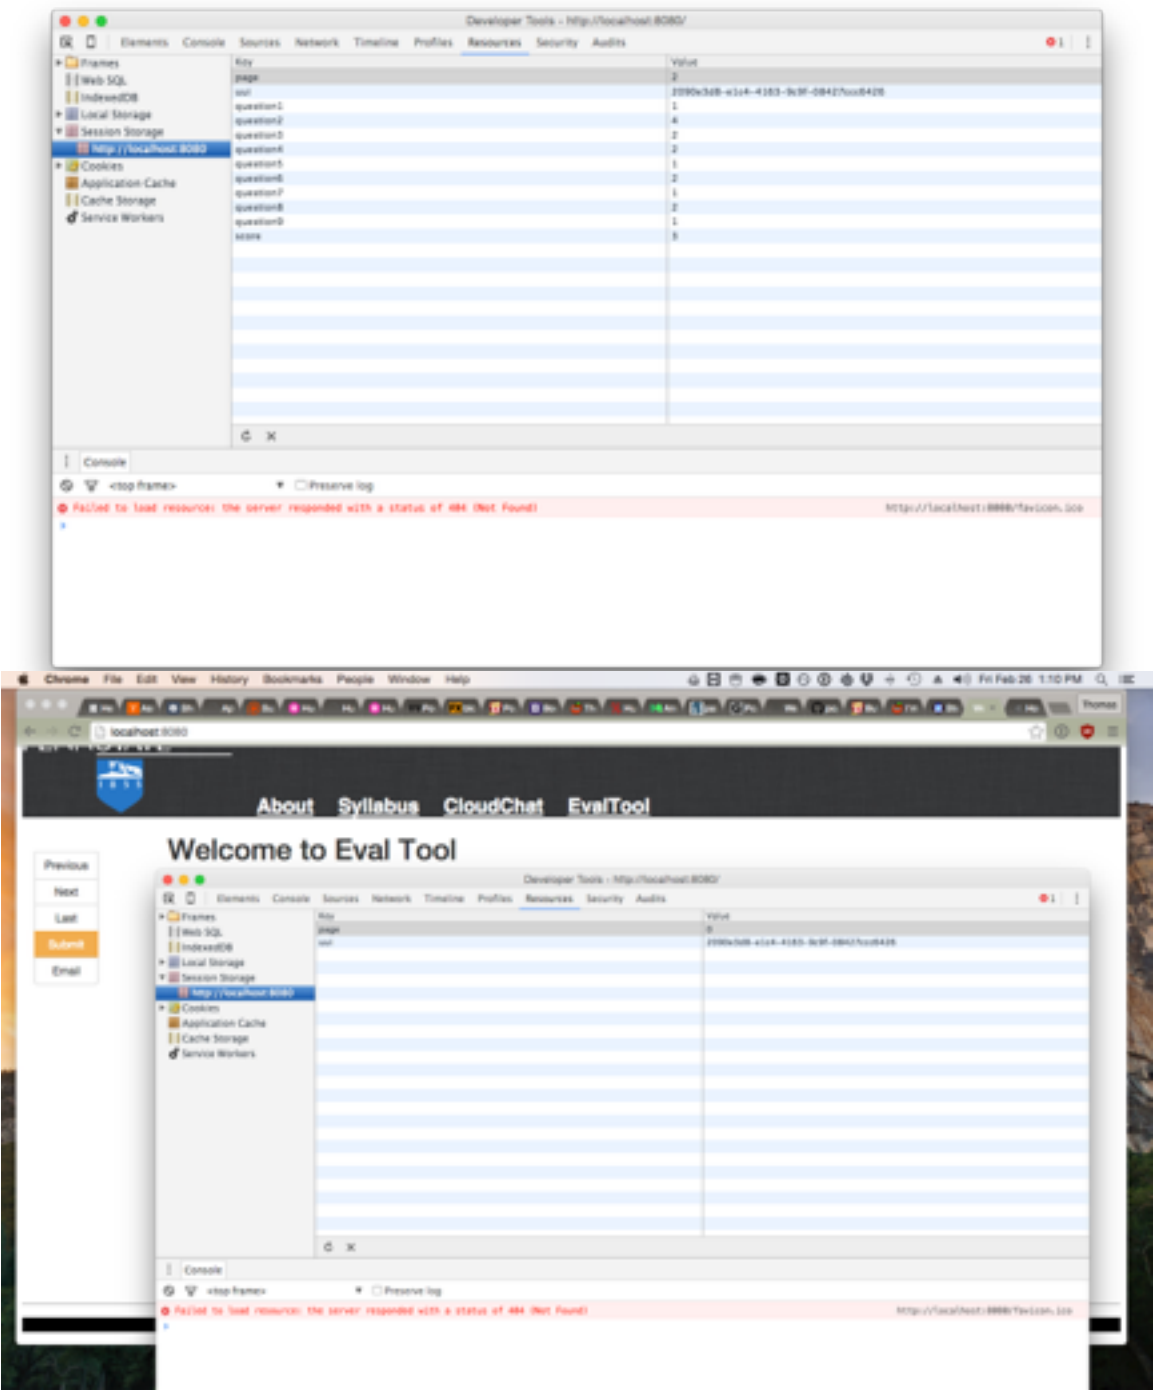 Developer Tools - http://localhost:8080/
Elements Console Sources Network Timeline Profiles Resources Security Audits 1
Frames
Web SQL
IndexedDB
Local Storage
Session Storage
http://localhost:8080
Cookies
Application Cache
Cache Storage
Service Workers
Key Value
page 2
question1 1
question2 4
question3 2
question4 2
question5 1
question6 2
question7 1
question8 2
question9 1
score
Console
<top frame> Preserve log
Failed to load resource: the server responded with a status of 404 (Not Found) http://localhost:8080/favicon.ico
Chrome File Edit View History Bookmarks People Window Help Fri Feb 26 1:10 PM
Thomas
localhost:8080
1855
About Syllabus CloudChat EvalTool
Welcome to Eval Tool
Previous
Next
Last
Submit
Email
Developer Tools - http://localhost:8080/
Elements Console Sources Network Timeline Profiles Resources Security Audits 1
Frames
Web SQL
IndexedDB
Local Storage
Session Storage
http://localhost:8080
Cookies
Application Cache
Cache Storage
Service Workers
Key Value
page 0
Console
<top frame> Preserve log
Failed to load resource: the server responded with a status of 404 (Not Found) http://localhost:8080/favicon.ico